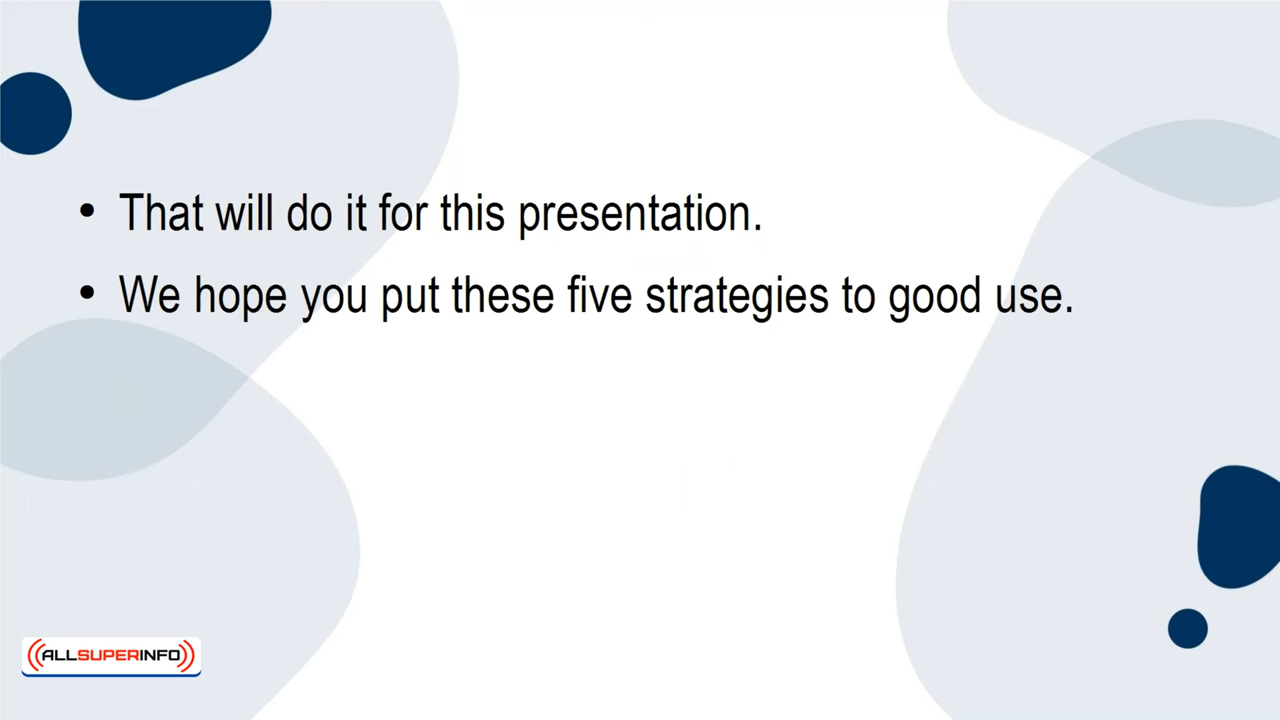 • That will do it for this presentation.
• We hope you put these five strategies to good use.
ALLSUPERINFO